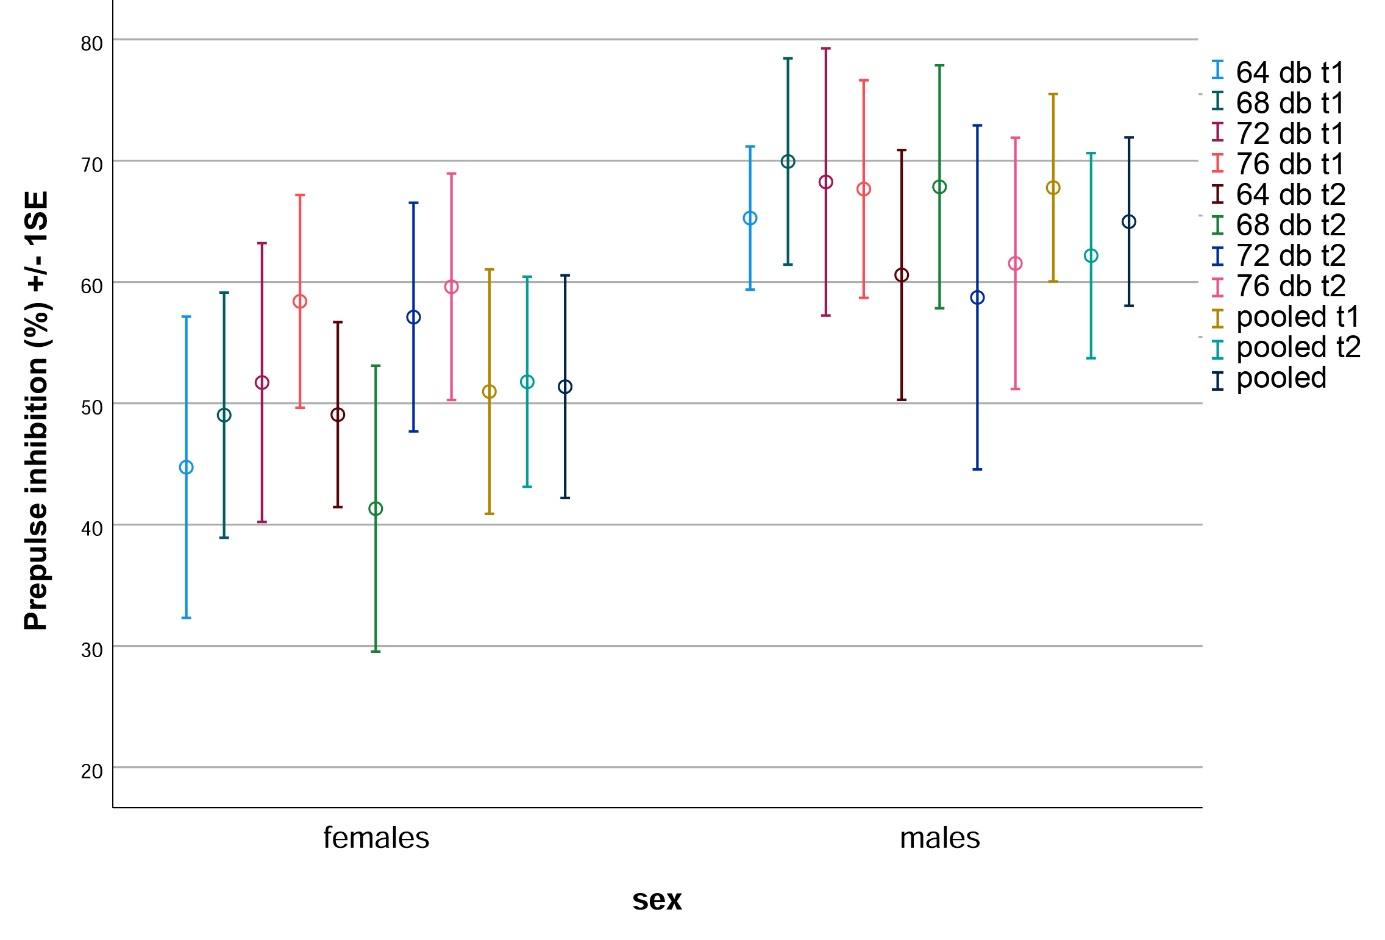 Prepulse inhibition (%) +/- 1SE
80
70
60
50
40
30
20
females
males
sex
64 db t1
68 db t1
72 db t1
76 db t1
64 db t2
68 db t2
72 db t2
76 db t2
pooled t1
pooled t2
pooled